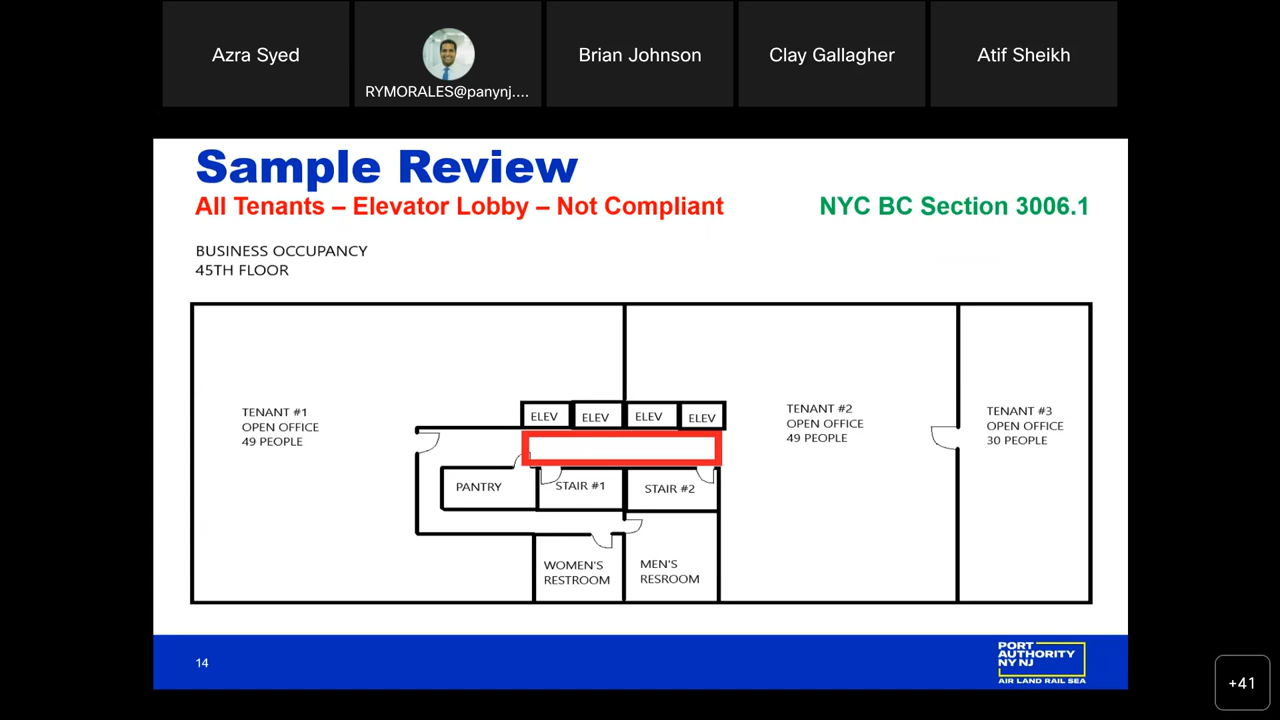 Azra Syed
RYMORALES@panynj....
Brian Johnson
Clay Gallagher
Atif Sheikh
Sample Review
All Tenants – Elevator Lobby – Not Compliant
NYC BC Section 3006.1
BUSINESS OCCUPANCY
45TH FLOOR
TENANT #1
OPEN OFFICE
49 PEOPLE
ELEV
ELEV
ELEV
ELEV
TENANT #2
OPEN OFFICE
49 PEOPLE
TENANT #3
OPEN OFFICE
30 PEOPLE
PANTRY
STAIR #1
STAIR #2
WOMEN'S
RESTROOM
MEN'S
RESROOM
14
PORT
AUTHORITY
NY NJ
AIR LAND RAIL SEA
+41